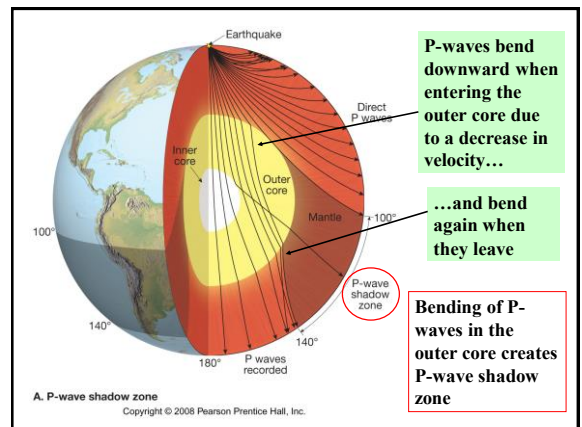 Earthquake
Direct
P waves
Inner
core
Outer
core
Mantle
100°
100°
P-wave
shadow
zone
140°
140°
180°
P waves
recorded
A. P-wave shadow zone
Copyright © 2008 Pearson Prentice Hall, Inc.
P-waves bend
downward when
entering the
outer core due
to a decrease in
velocity…
…and bend
again when
they leave
Bending of P-
waves in the
outer core creates
P-wave shadow
zone